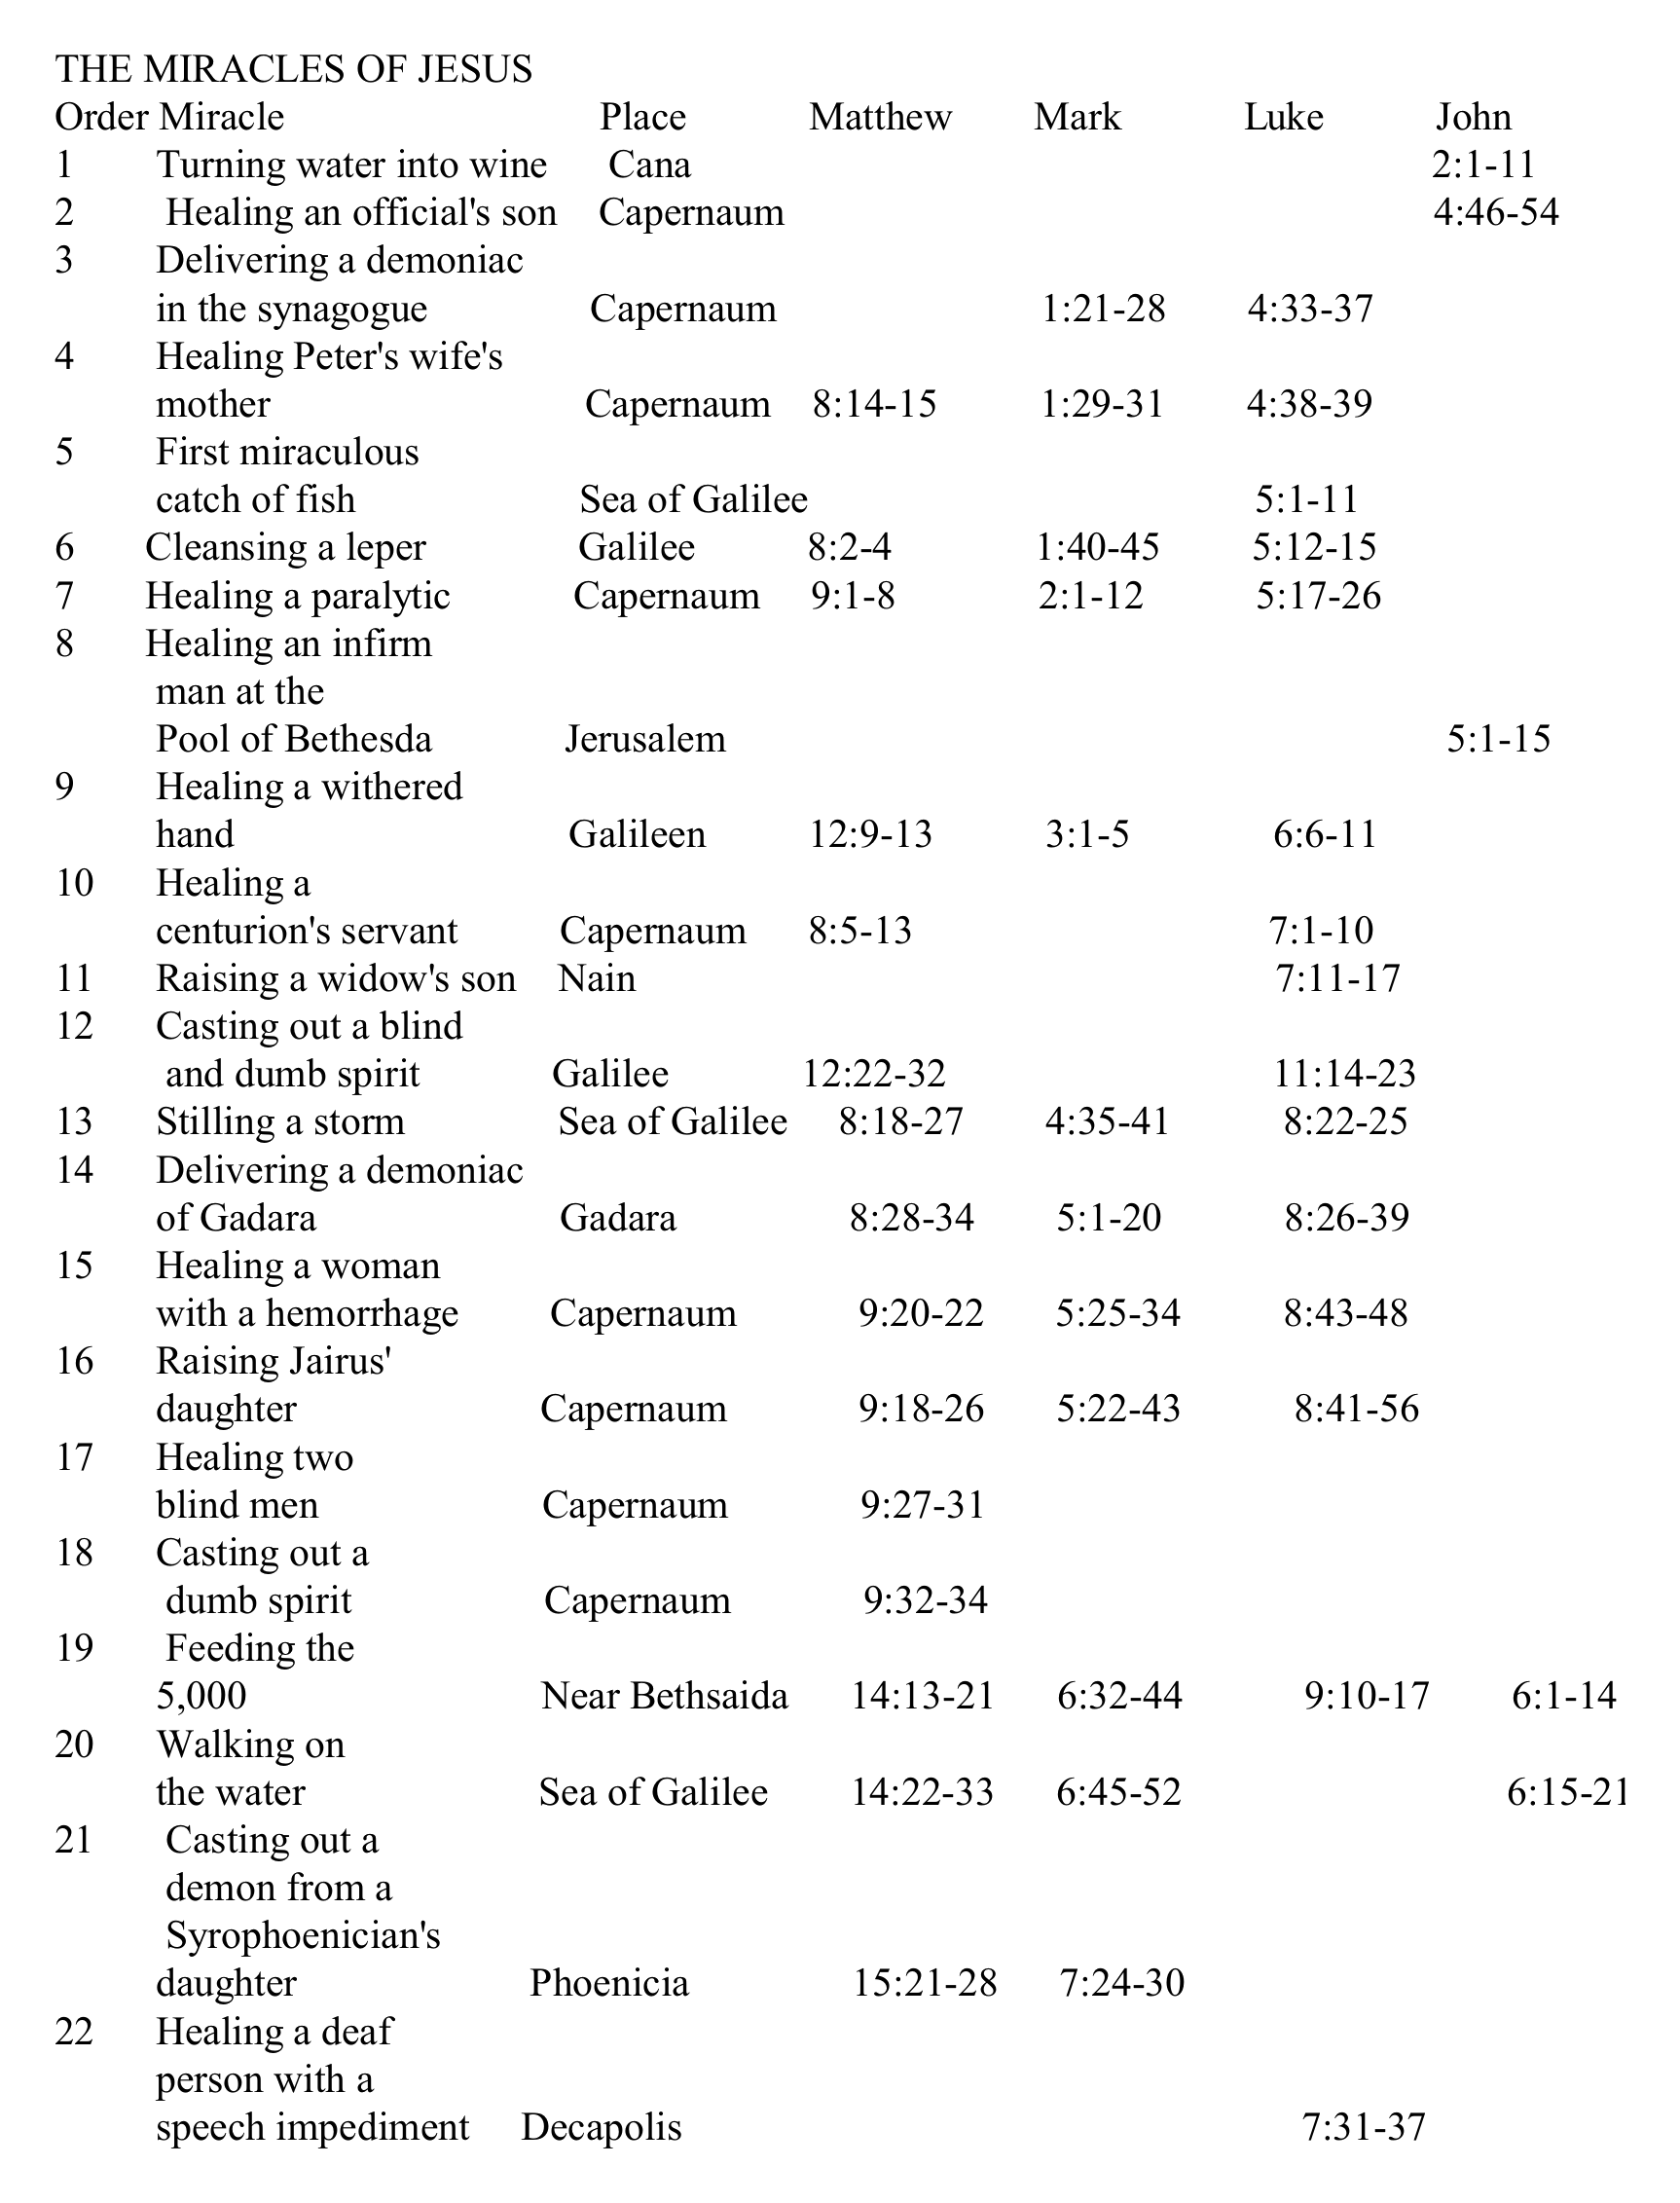 THE MIRACLES OF JESUS
Order Miracle Place Matthew Mark Luke John
1 Turning water into wine Cana 2:1-11
2 Healing an official's son Capernaum 4:46-54
3 Delivering a demoniac
in the synagogue Capernaum 1:21-28 4:33-37
4 Healing Peter's wife's
mother Capernaum 8:14-15 1:29-31 4:38-39
5 First miraculous
catch of fish Sea of Galilee 5:1-11
6 Cleansing a leper Galilee 8:2-4 1:40-45 5:12-15
7 Healing a paralytic Capernaum 9:1-8 2:1-12 5:17-26
8 Healing an infirm
man at the
Pool of Bethesda Jerusalem 5:1-15
9 Healing a withered
hand Galileen 12:9-13 3:1-5 6:6-11
10 Healing a
centurion's servant Capernaum 8:5-13 7:1-10
11 Raising a widow's son Nain 7:11-17
12 Casting out a blind
and dumb spirit Galilee 12:22-32 11:14-23
13 Stilling a storm Sea of Galilee 8:18-27 4:35-41 8:22-25
14 Delivering a demoniac
of Gadara Gadara 8:28-34 5:1-20 8:26-39
15 Healing a woman
with a hemorrhage Capernaum 9:20-22 5:25-34 8:43-48
16 Raising Jairus'
daughter Capernaum 9:18-26 5:22-43 8:41-56
17 Healing two
blind men Capernaum 9:27-31
18 Casting out a
dumb spirit Capernaum 9:32-34
19 Feeding the
5,000 Near Bethsaida 14:13-21 6:32-44 9:10-17 6:1-14
20 Walking on
the water Sea of Galilee 14:22-33 6:45-52 6:15-21
21 Casting out a
demon from a
Syrophoenician's
daughter Phoenicia 15:21-28 7:24-30
22 Healing a deaf
person with a
speech impediment Decapolis 7:31-37